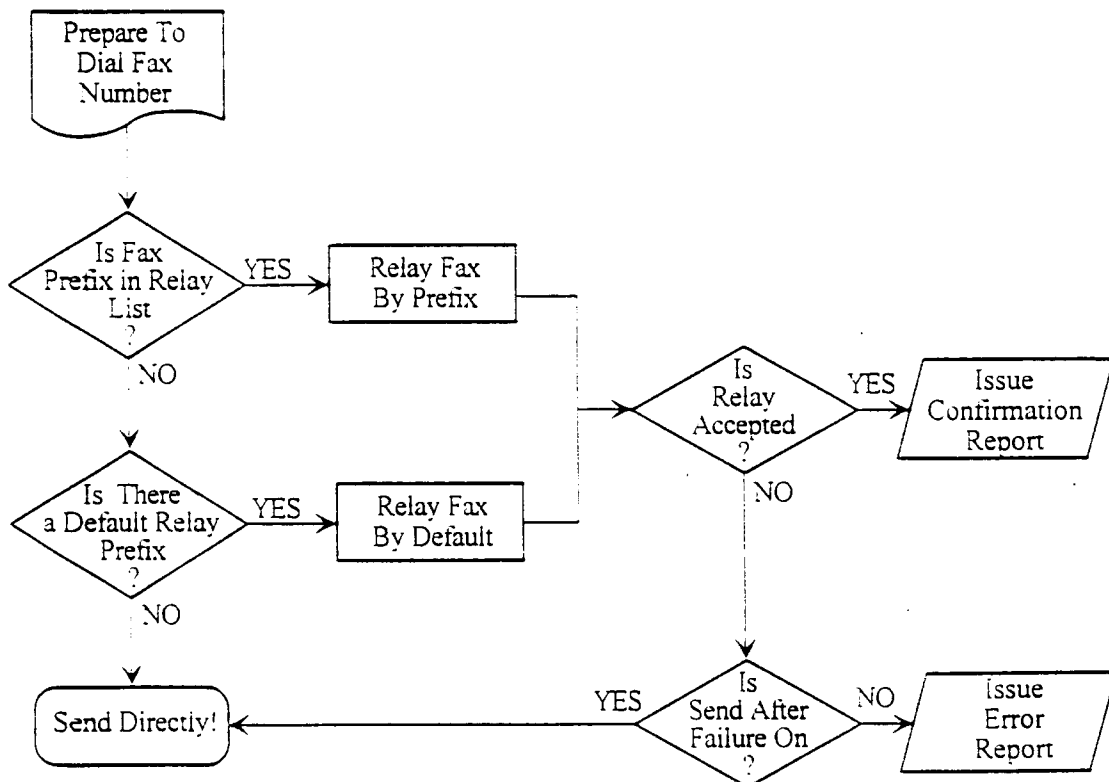 Prepare To
Dial Fax
Number
Is Fax
Prefix in Relay
List
?
YES
Relay Fax
By Prefix
NO
Is
Relay
Accepted
?
YES
Issue
Confirmation
Report
Is There
a Default Relay
Prefix
?
YES
Relay Fax
By Default
NO
NO
Send Directly!
YES
Is
Send After
Failure On
?
NO
Issue
Error
Report